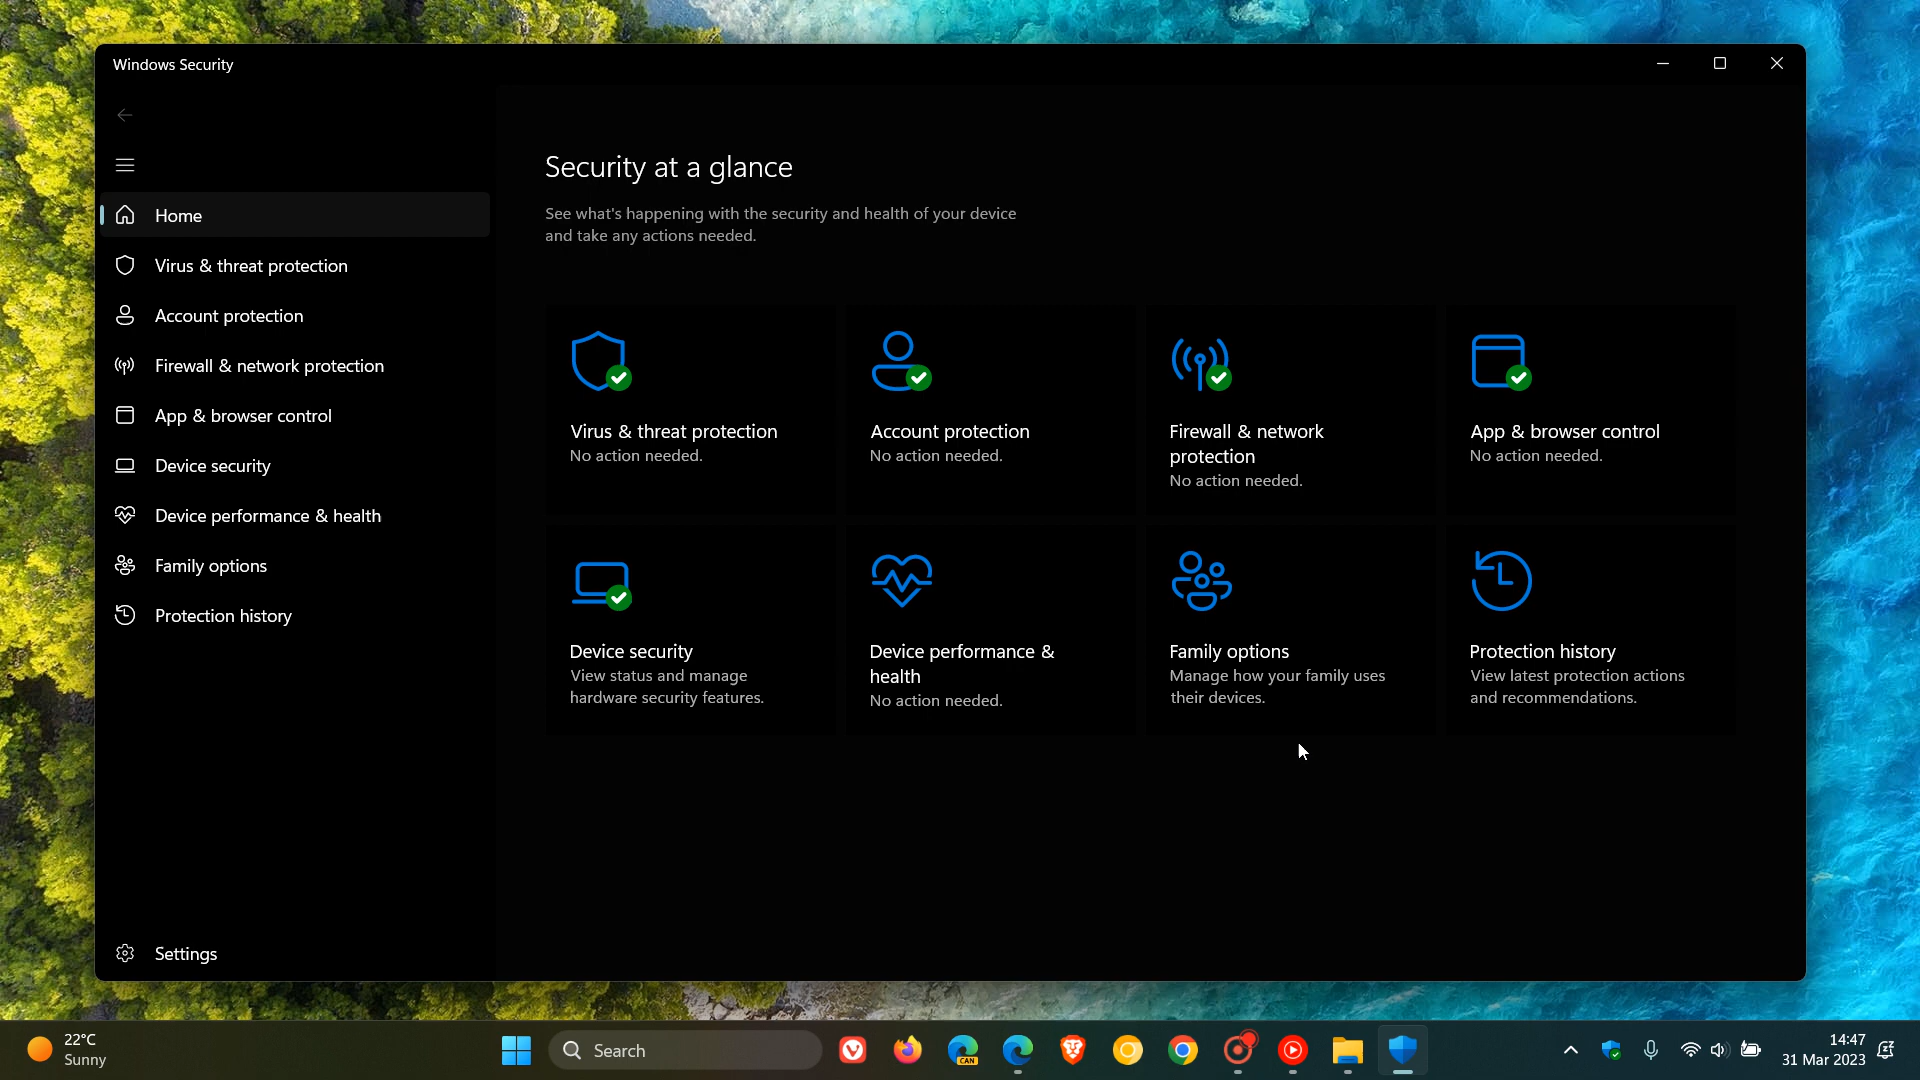 Windows Security
Home
Virus & threat protection
Account protection
Firewall & network protection
App & browser control
Device security
Device performance & health
Family options
Protection history
Settings
Security at a glance
See what's happening with the security and health of your device
and take any actions needed.
Virus & threat protection
No action needed.
Account protection
No action needed.
Firewall & network
protection
No action needed.
App & browser control
No action needed.
Device security
View status and manage
hardware security features.
Device performance &
health
No action needed.
Family options
Manage how your family uses
their devices.
Protection history
View latest protection actions
and recommendations.
22°C
Sunny
Search
CAN
14:47
31 Mar 2023